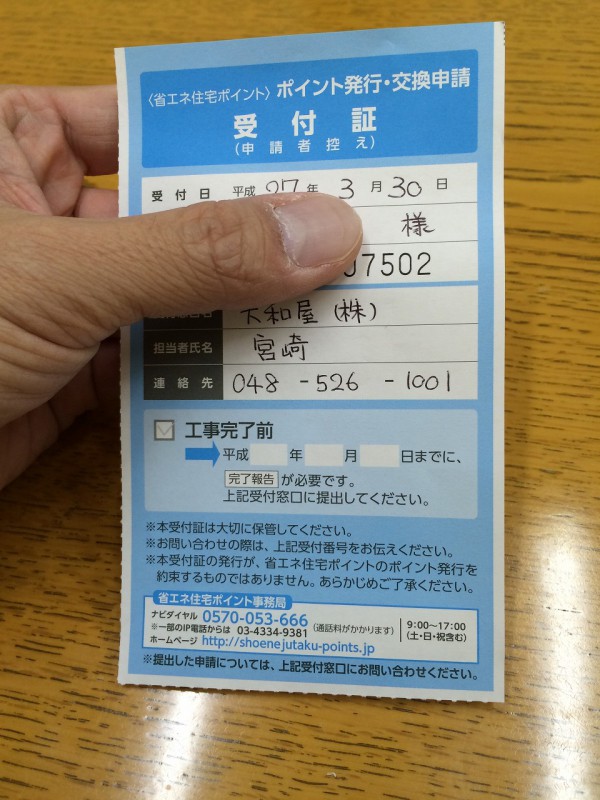 〈省エネ住宅ポイント〉 ポイント発行・交換申請
受付証
(申請者控え)
受付日 平成 27 年 3 月 30 日
様
07502
大和屋(株)
担当者氏名 宮崎
連絡先 048-526-1001
工事完了前
平成 年 月 日までに、
完了報告 が必要です。
上記受付窓口に提出してください。
※本受付証は大切に保管してください。
※お問い合わせの際は、上記受付番号をお伝えください。
※本受付証の発行が、省エネ住宅ポイントのポイント発行を
約束するものではありません。あらかじめご了承ください。
省エネ住宅ポイント事務局
ナビダイヤル 0570-053-666
※一部のIP電話からは 03-4334-9381 (通話料がかかります)
ホームページ http://shoenejutaku-points.jp
9:00〜17:00
(土・日・祝含む)
※提出した申請については、上記受付窓口にお問い合わせください。